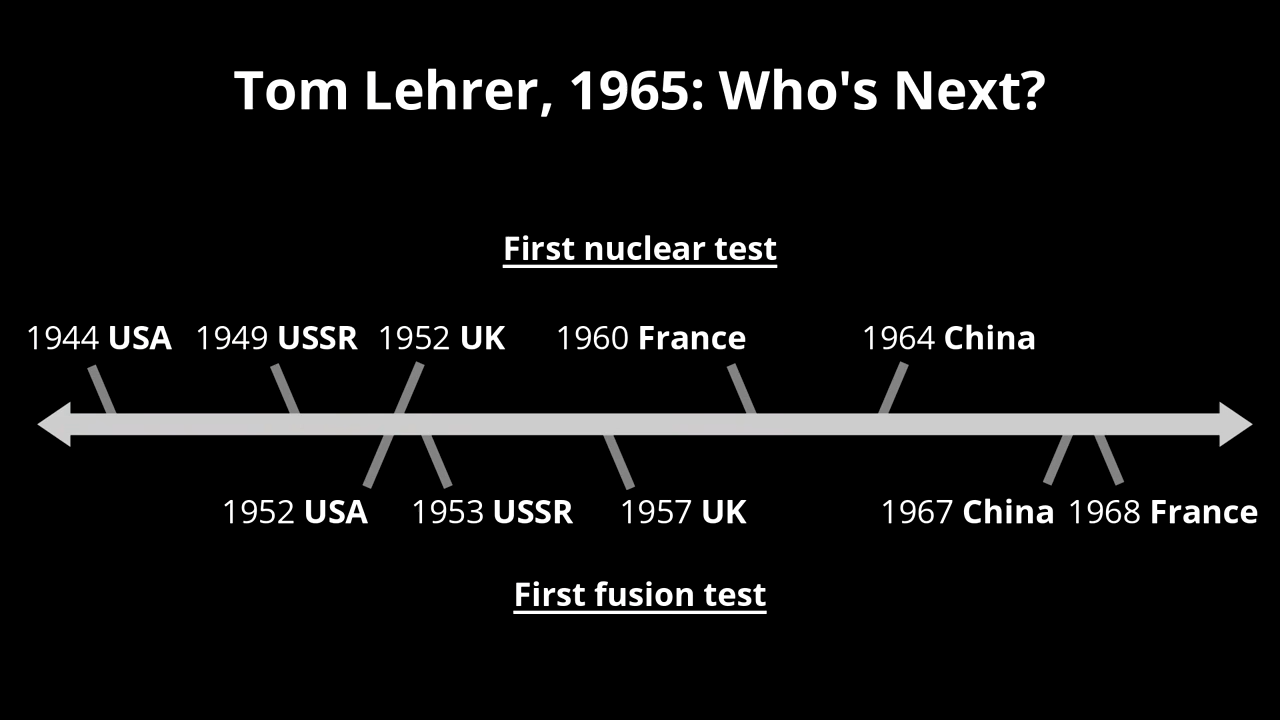 Tom Lehrer, 1965: Who's Next?
First nuclear test
1944 USA 1949 USSR 1952 UK 1960 France 1964 China
1952 USA 1953 USSR 1957 UK 1967 China 1968 France
First fusion test